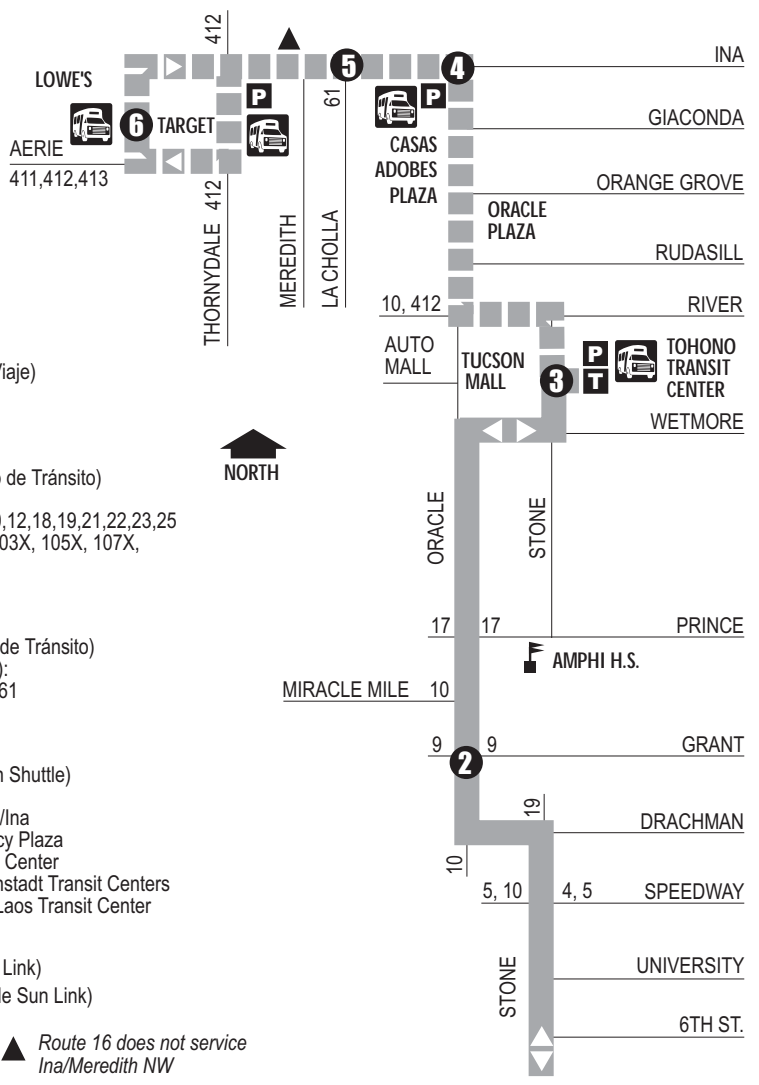 412
INA
LOWE'S
5
4
P
61
P
GIACONDA
6
TARGET
CASAS
ADOBES
PLAZA
AERIE
411,412,413
412
ORANGE GROVE
ORACLE
PLAZA
THORNYDALE
MEREDITH
LA CHOLLA
RUDASILL
10, 412
RIVER
AUTO
MALL
TUCSON
MALL
3
P
T
TOHONO
TRANSIT
CENTER
Viaje)
WETMORE
NORTH
de Tránsito)
,12,18,19,21,22,23,25
03X, 105X, 107X,
ORACLE
STONE
17
17
PRINCE
de Tránsito)
):
61
AMPHI H.S.
MIRACLE MILE
10
9
2
9
GRANT
n Shuttle)
/Ina
cy Plaza
Center
nstadt Transit Centers
Laos Transit Center
19
DRACHMAN
10
5, 10
4, 5
SPEEDWAY
Link)
de Sun Link)
STONE
UNIVERSITY
6TH ST.
Route 16 does not service
Ina/Meredith NW